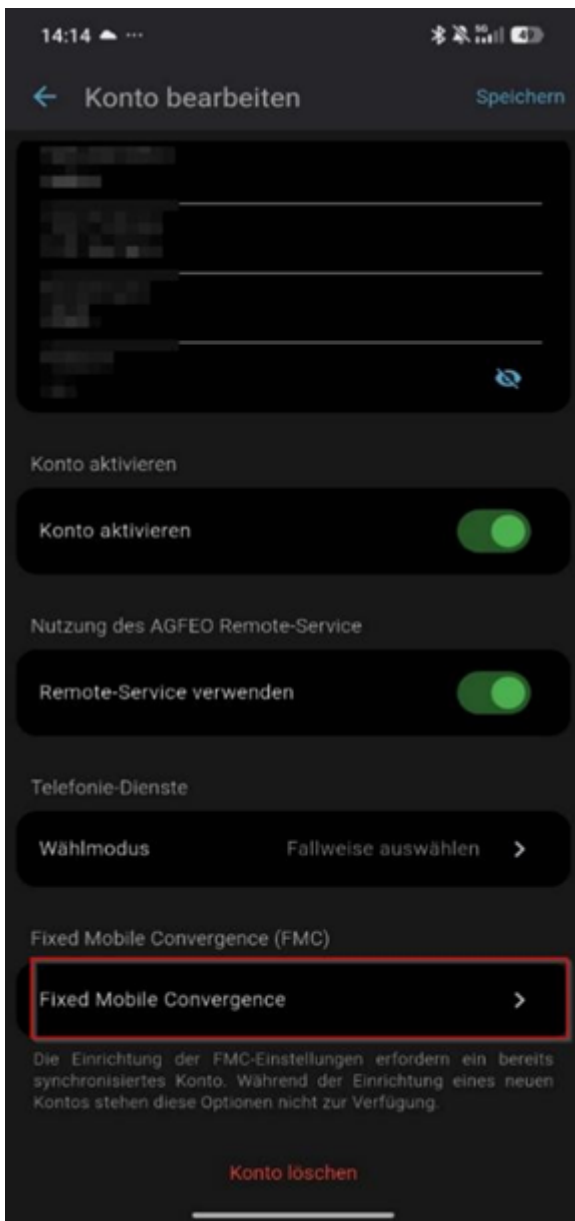 14:14
5G
Konto bearbeiten
Speichern
Konto aktivieren
Konto aktivieren
Nutzung des AGFEO Remote-Service
Remote-Service verwenden
Telefonie-Dienste
Wählmodus Fallweise auswählen
Fixed Mobile Convergence (FMC)
Fixed Mobile Convergence
Die Einrichtung der FMC-Einstellungen erfordern ein bereits
synchronisiertes Konto. Während der Einrichtung eines neuen
Kontos stehen diese Optionen nicht zur Verfügung.
Konto löschen